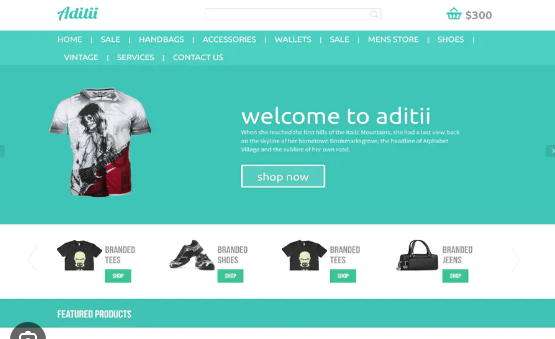 Aditii
$300
HOME | SALE | HANDBAGS | ACCESSORIES | WALLETS | SALE | MENS STORE | SHOES |
VINTAGE | SERVICES | CONTACT US
welcome to aditii
When she reached the first hills of the Italic Mountains, she had a last view back
on the skyline of her hometown Bookmarksgrove, the headline of Alphabet
Village and the subline of her own road.
shop now
BRANDED
TEES
SHOP
BRANDED
SHOES
SHOP
BRANDED
TEES
SHOP
BRANDED
JEENS
SHOP
FEATURED PRODUCTS